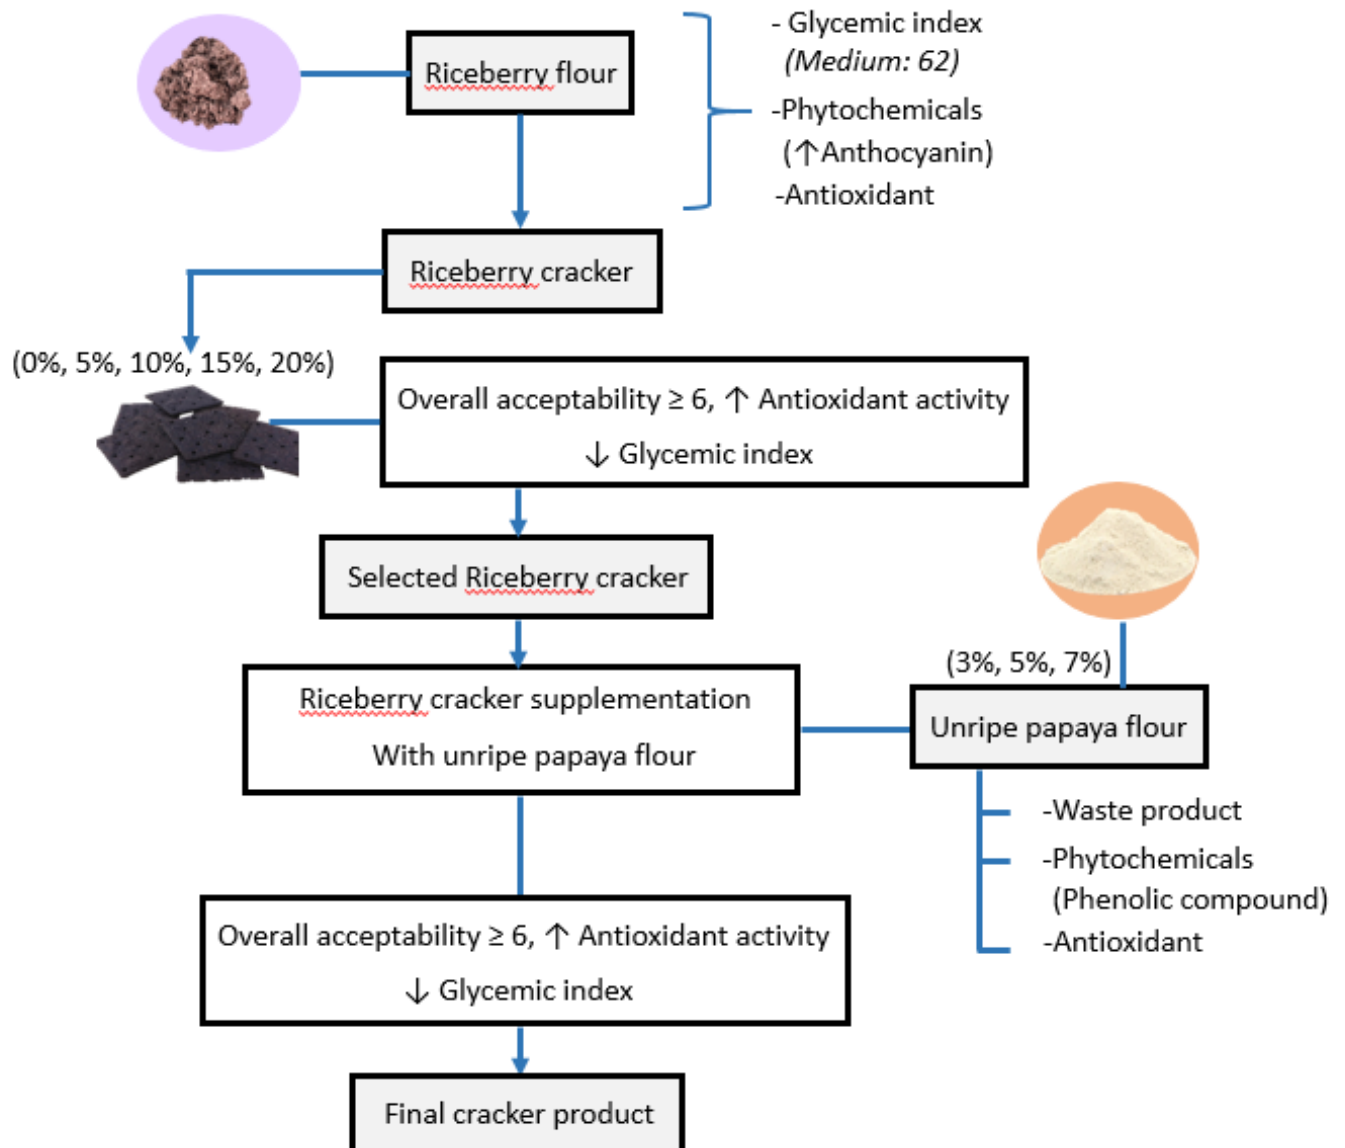 Riceberry flour
- Glycemic index
(Medium: 62)
-Phytochemicals
(↑Anthocyanin)
-Antioxidant
Riceberry cracker
(0%, 5%, 10%, 15%, 20%)
Overall acceptability ≥ 6, ↑ Antioxidant activity
↓ Glycemic index
Selected Riceberry cracker
Riceberry cracker supplementation
With unripe papaya flour
(3%, 5%, 7%)
Unripe papaya flour
-Waste product
-Phytochemicals
(Phenolic compound)
-Antioxidant
Overall acceptability ≥ 6, ↑ Antioxidant activity
↓ Glycemic index
Final cracker product